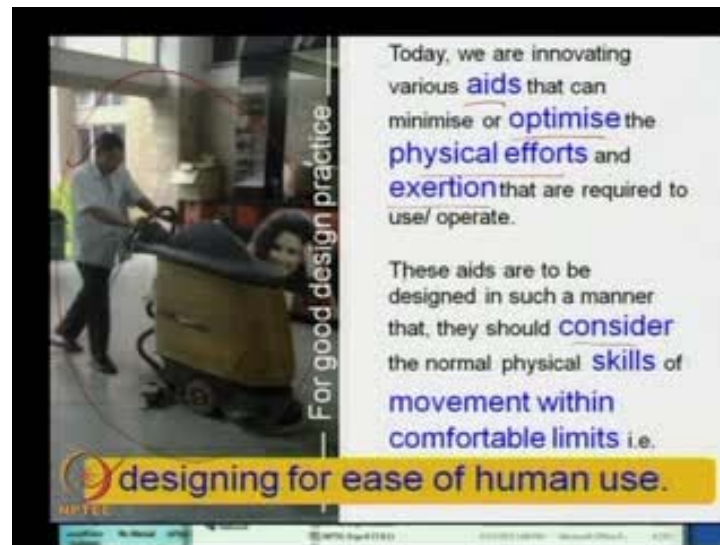 Today, we are innovating
various aids that can
minimise or optimise the
physical efforts and
exertion that are required to
use/ operate.
These aids are to be
designed in such a manner
that, they should consider
the normal physical skills of
movement within
comfortable limits i.e.
For good design practice
designing for ease of human use.
NPTEL